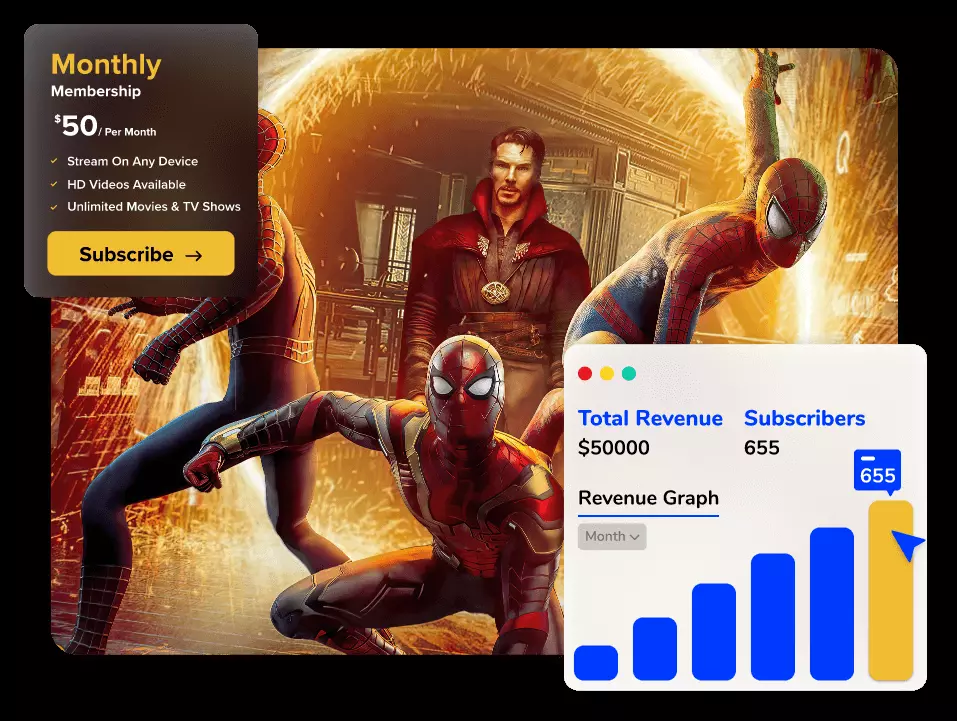 Monthly
Membership
$50/ Per Month
Stream On Any Device
HD Videos Available
Unlimited Movies & TV Shows
Subscribe →
Total Revenue
$50000
Subscribers
655
655
Revenue Graph
Month